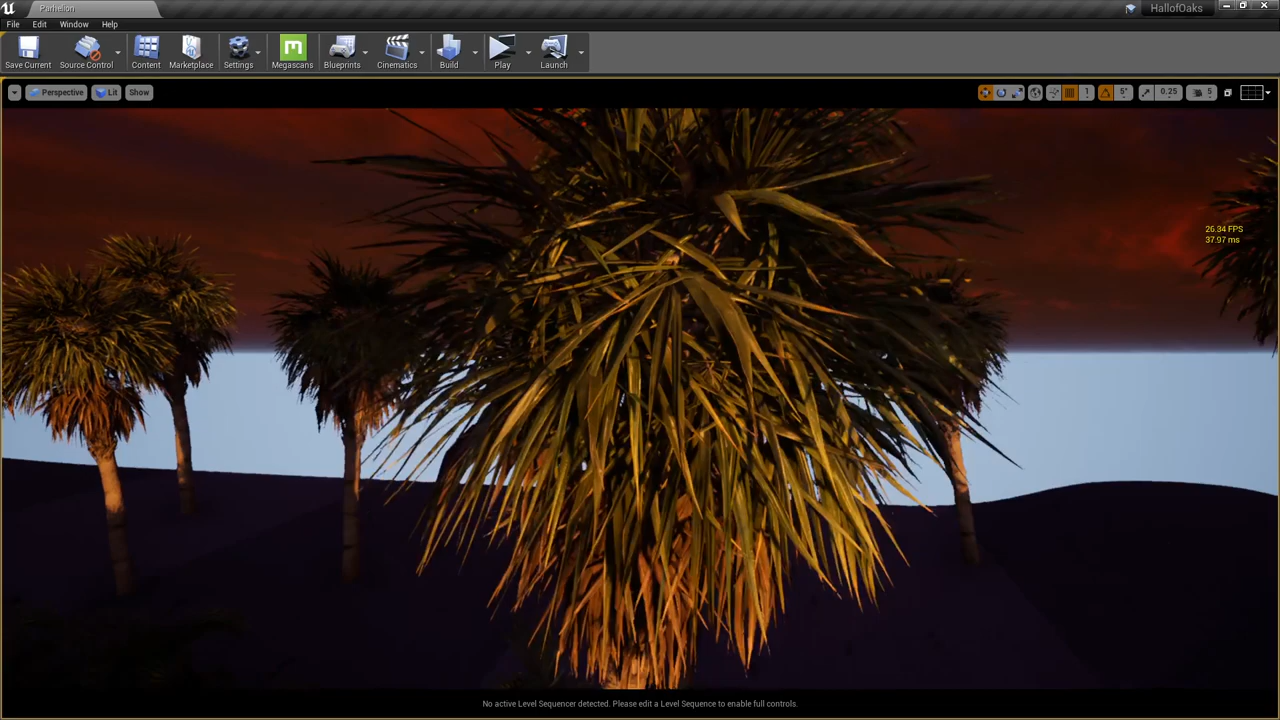 Parhelion
HallofOaks
File Edit Window Help
Save Current Source Control Content Marketplace Settings Megascans Blueprints Cinematics Build Play Launch
Perspective Lit Show 1 5° 0.25 5
26.34 FPS
37.97 ms
No active Level Sequencer detected. Please edit a Level Sequence to enable full controls.